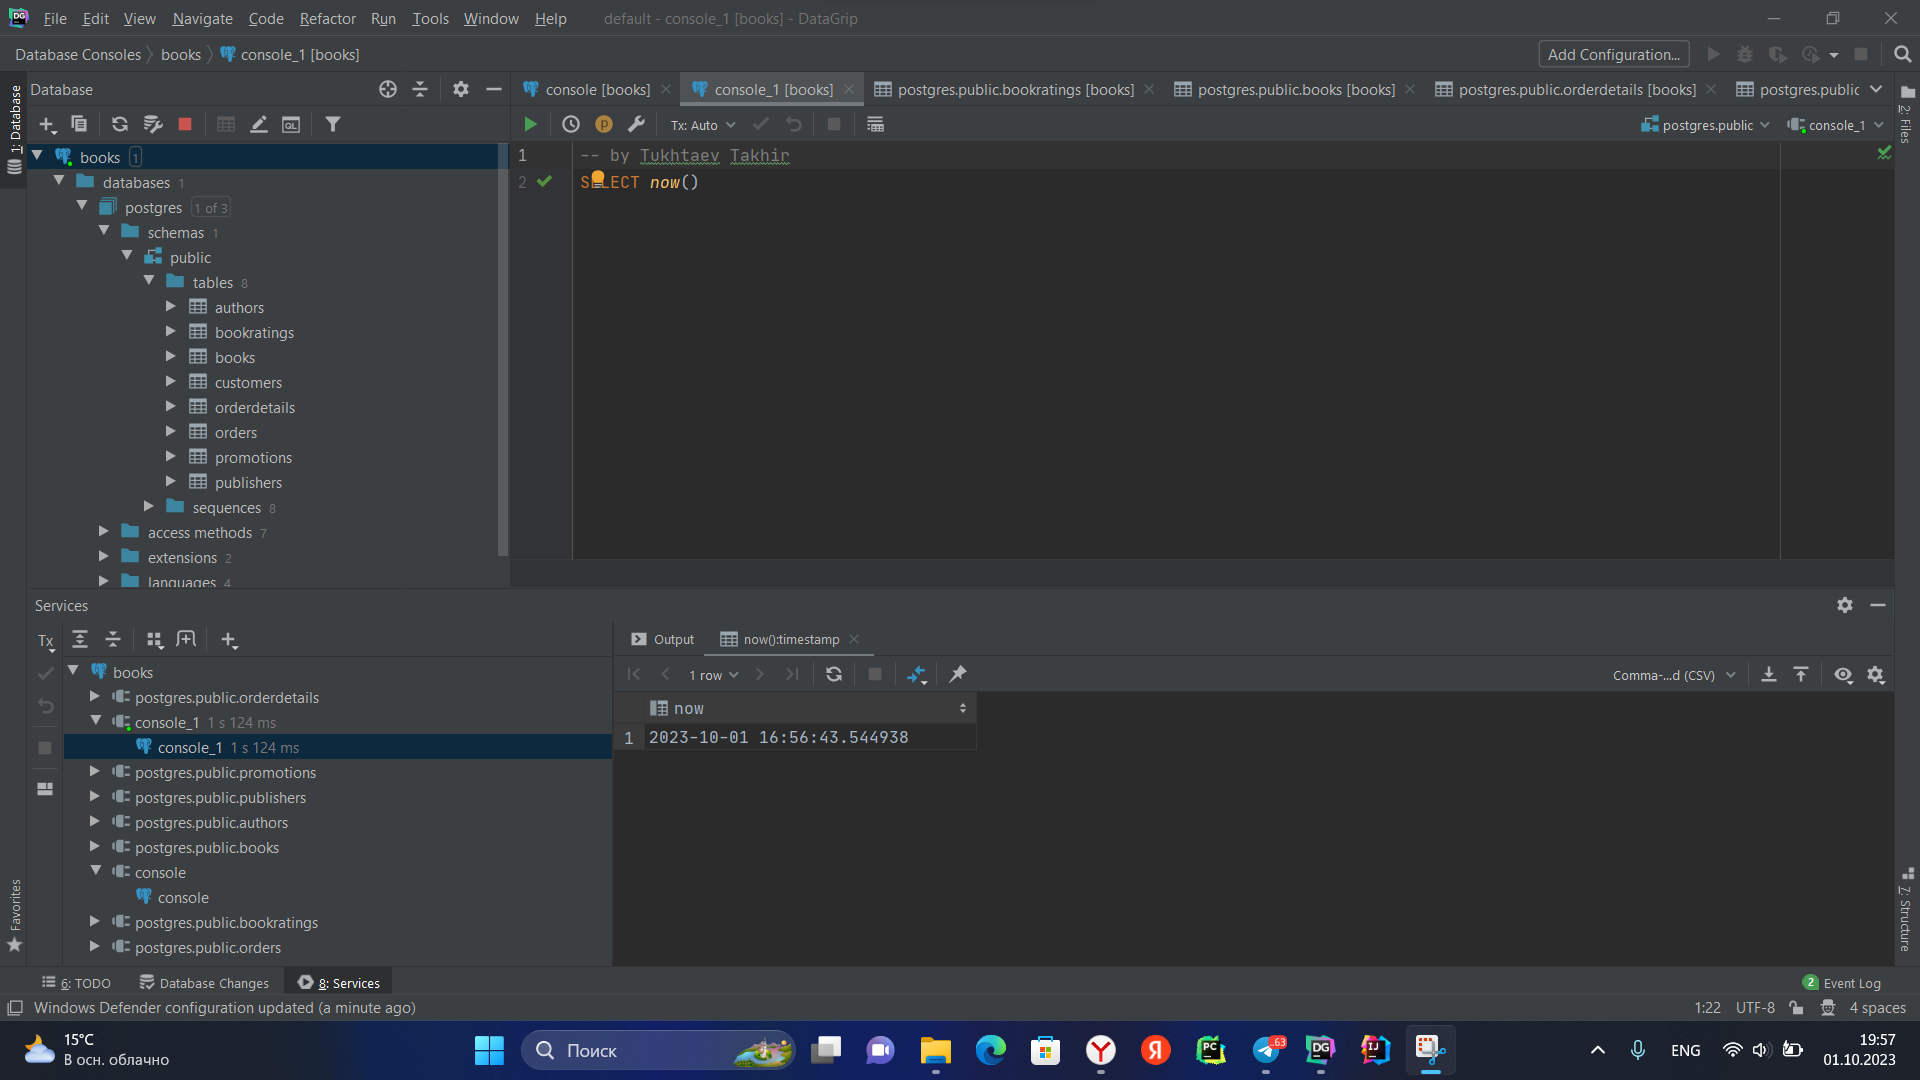 File Edit View Navigate Code Refactor Run Tools Window Help default - console_1 [books] - DataGrip
Database Consoles books console_1 [books] Add Configuration...
1: Database
Database
console [books] console_1 [books] postgres.public.bookratings [books] postgres.public.books [books] postgres.public.orderdetails [books] postgres.public
Tx: Auto postgres.public console_1
2: Files
books 1
databases 1
postgres 1 of 3
schemas 1
public
tables 8
authors
bookratings
books
customers
orderdetails
orders
promotions
publishers
sequences 8
access methods 7
extensions 2
languages 4
1 -- by Tukhtaev Takhir
2 SELECT now()
Services
Tx
books
postgres.public.orderdetails
console_1 1 s 124 ms
console_1 1 s 124 ms
postgres.public.promotions
postgres.public.publishers
postgres.public.authors
postgres.public.books
console
console
postgres.public.bookratings
postgres.public.orders
Output now():timestamp
1 row Comma-...d (CSV)
now
1 2023-10-01 16:56:43.544938
Favorites
7: Structure
6: TODO Database Changes 8: Services 2 Event Log
Windows Defender configuration updated (a minute ago) 1:22 UTF-8 4 spaces
15°C
В осн. облачно
Поиск
63
ENG
19:57
01.10.2023